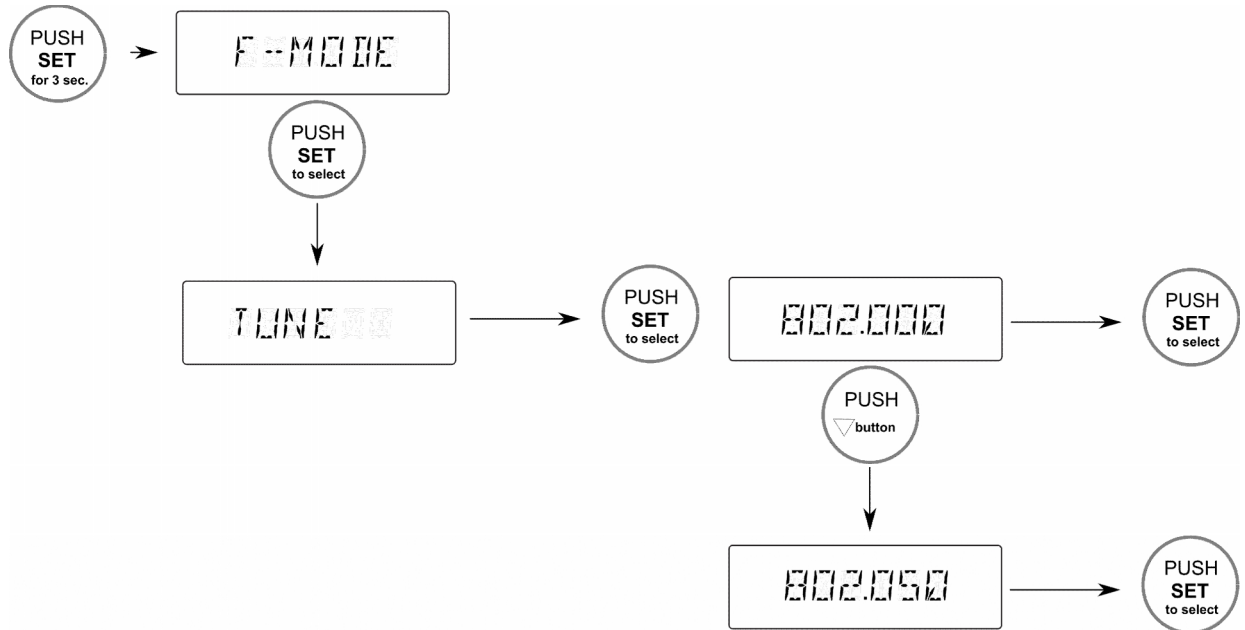 PUSH
SET
for 3 sec.
F-MODE
PUSH
SET
to select
TUNE
PUSH
SET
to select
802.000
PUSH
SET
to select
PUSH
button
802.050
PUSH
SET
to select